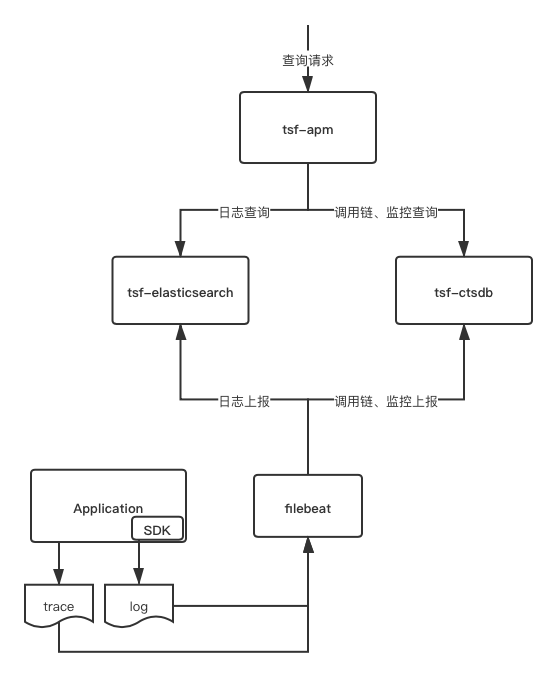 查询请求
tsf-apm
日志查询
调用链、监控查询
tsf-elasticsearch
tsf-ctsdb
日志上报
调用链、监控上报
Application
SDK
filebeat
trace
log